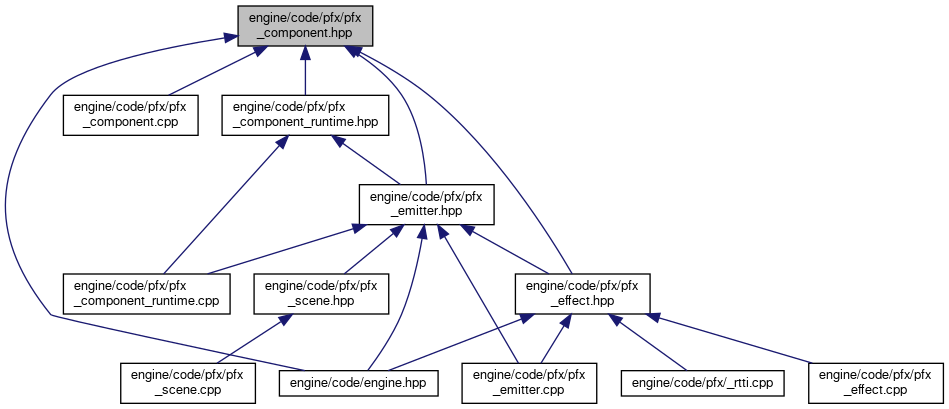 engine/code/pfx/pfx
_component.hpp
engine/code/pfx/pfx
_component.cpp
engine/code/pfx/pfx
_component_runtime.hpp
engine/code/pfx/pfx
_emitter.hpp
engine/code/pfx/pfx
_component_runtime.cpp
engine/code/pfx/pfx
_scene.hpp
engine/code/pfx/pfx
_effect.hpp
engine/code/pfx/pfx
_scene.cpp
engine/code/engine.hpp
engine/code/pfx/pfx
_emitter.cpp
engine/code/pfx/_rtti.cpp
engine/code/pfx/pfx
_effect.cpp